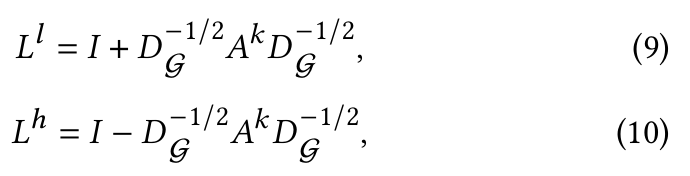 L^l = I + D_𝒢^{-1/2} A^k D_𝒢^{-1/2}, (9)
L^h = I − D_𝒢^{-1/2} A^k D_𝒢^{-1/2}, (10)